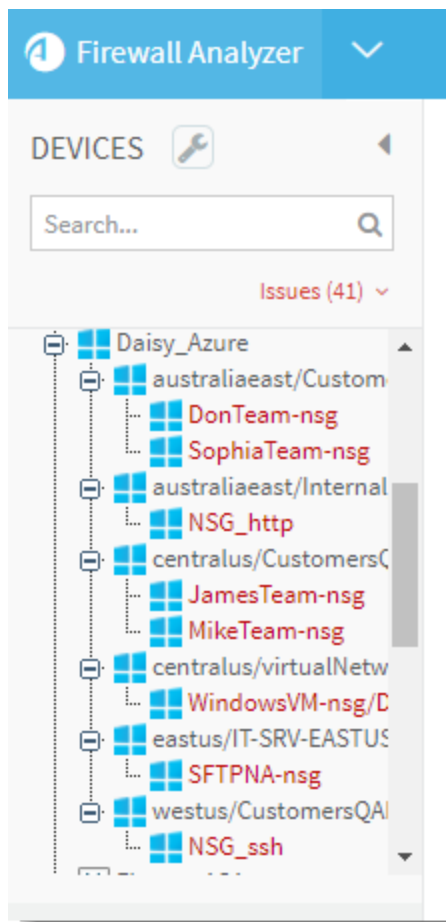 Firewall Analyzer
DEVICES
Search...
Issues (41)
Daisy_Azure
australiaeast/Custom
DonTeam-nsg
SophiaTeam-nsg
australiaeast/Internal
NSG_http
centralus/CustomersQ
JamesTeam-nsg
MikeTeam-nsg
centralus/virtualNetw
WindowsVM-nsg/D
eastus/IT-SRV-EASTUS
SFTPNA-nsg
westus/CustomersQA
NSG_ssh